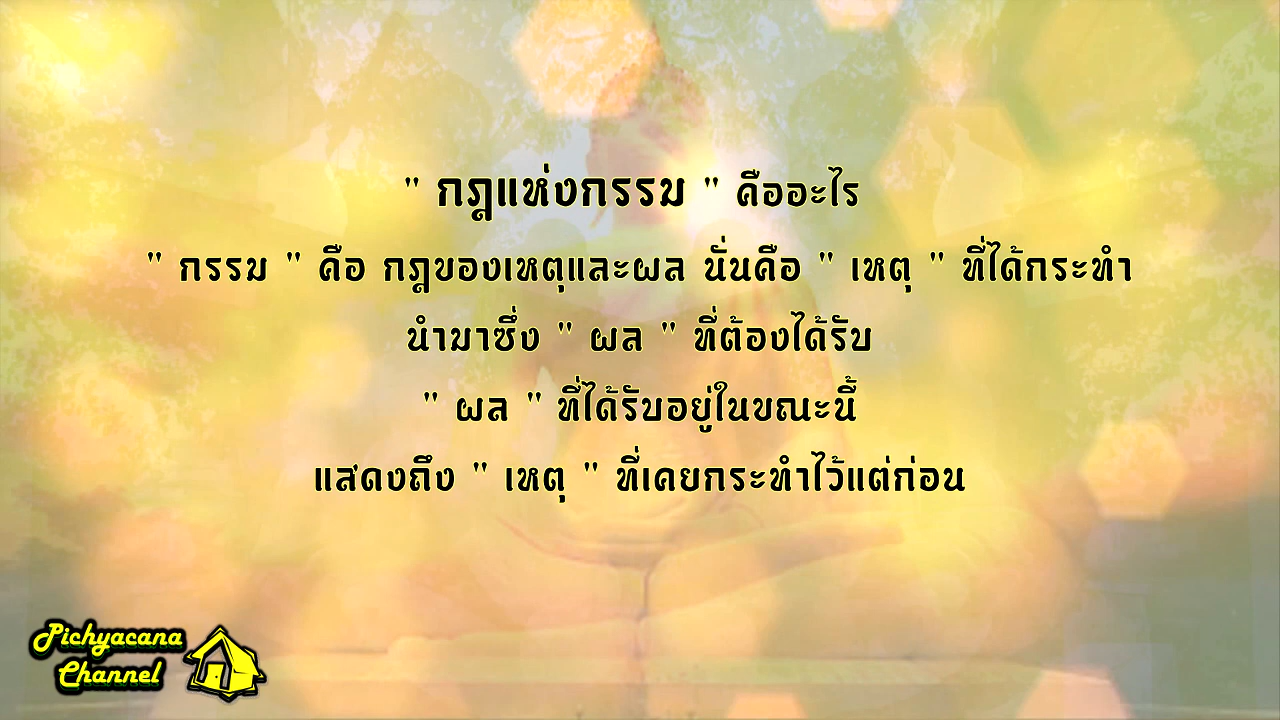 " กฎแห่งกรรม " คืออะไร
" กรรม " คือ กฎของเหตุและผล นั่นคือ " เหตุ " ที่ได้กระทำ
นำมาซึ่ง " ผล " ที่ต้องได้รับ
" ผล " ที่ได้รับอยู่ในขณะนี้
แสดงถึง " เหตุ " ที่เคยกระทำไว้แต่ก่อน
Pichyacana
Channel